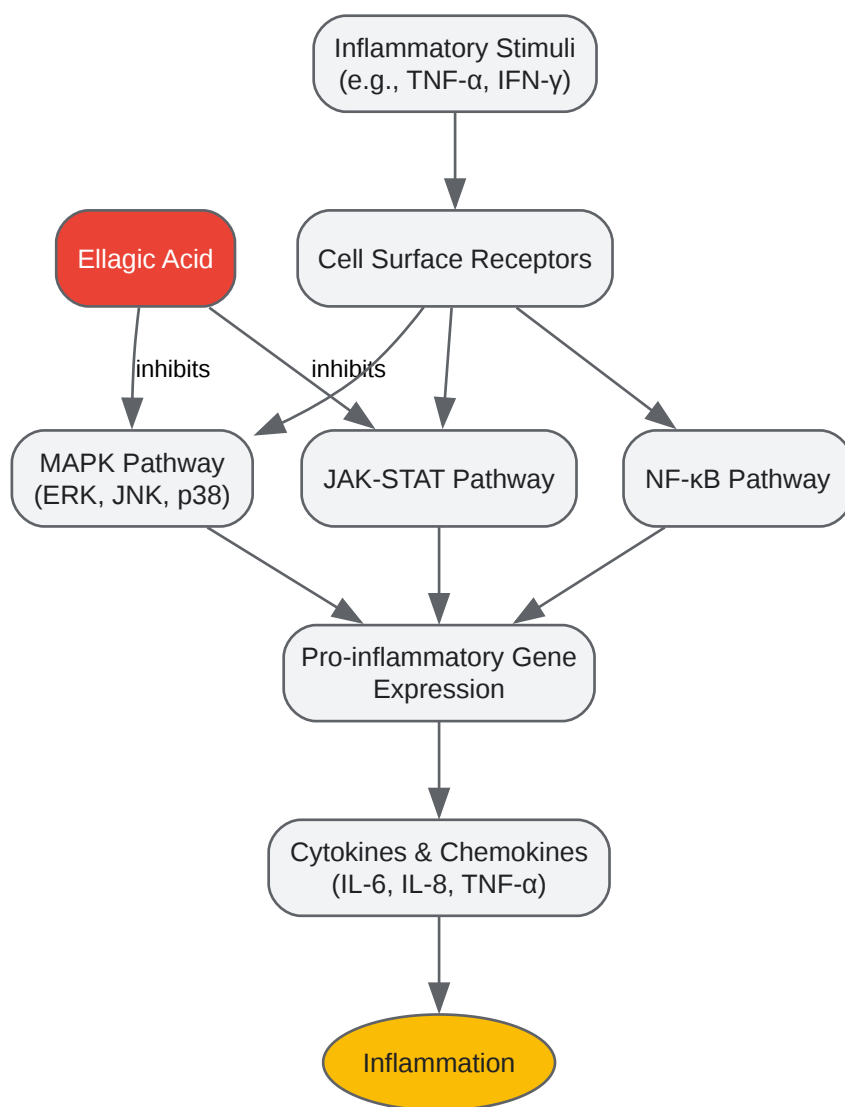 Inflammatory Stimuli
(e.g., TNF-α, IFN-γ)
Ellagic Acid
Cell Surface Receptors
inhibits
inhibits
MAPK Pathway
(ERK, JNK, p38)
JAK-STAT Pathway
NF-κB Pathway
Pro-inflammatory Gene
Expression
Cytokines & Chemokines
(IL-6, IL-8, TNF-α)
Inflammation